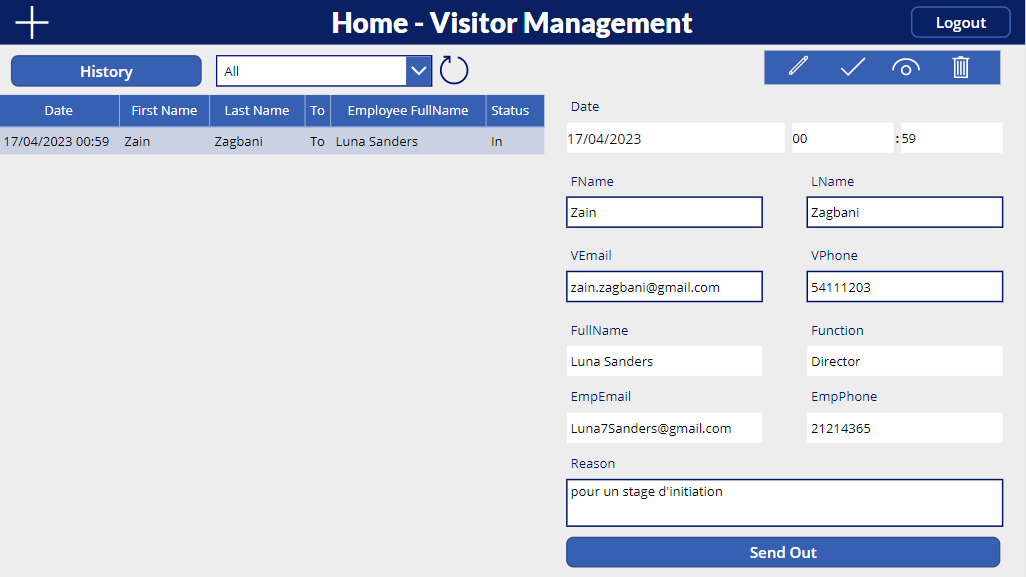 Home - Visitor Management
Logout
History
All
Date First Name Last Name To Employee FullName Status
17/04/2023 00:59 Zain Zagbani To Luna Sanders In
Date
17/04/2023 00 : 59
FName LName
Zain Zagbani
VEmail VPhone
zain.zagbani@gmail.com 54111203
FullName Function
Luna Sanders Director
EmpEmail EmpPhone
Luna7Sanders@gmail.com 21214365
Reason
pour un stage d'initiation
Send Out